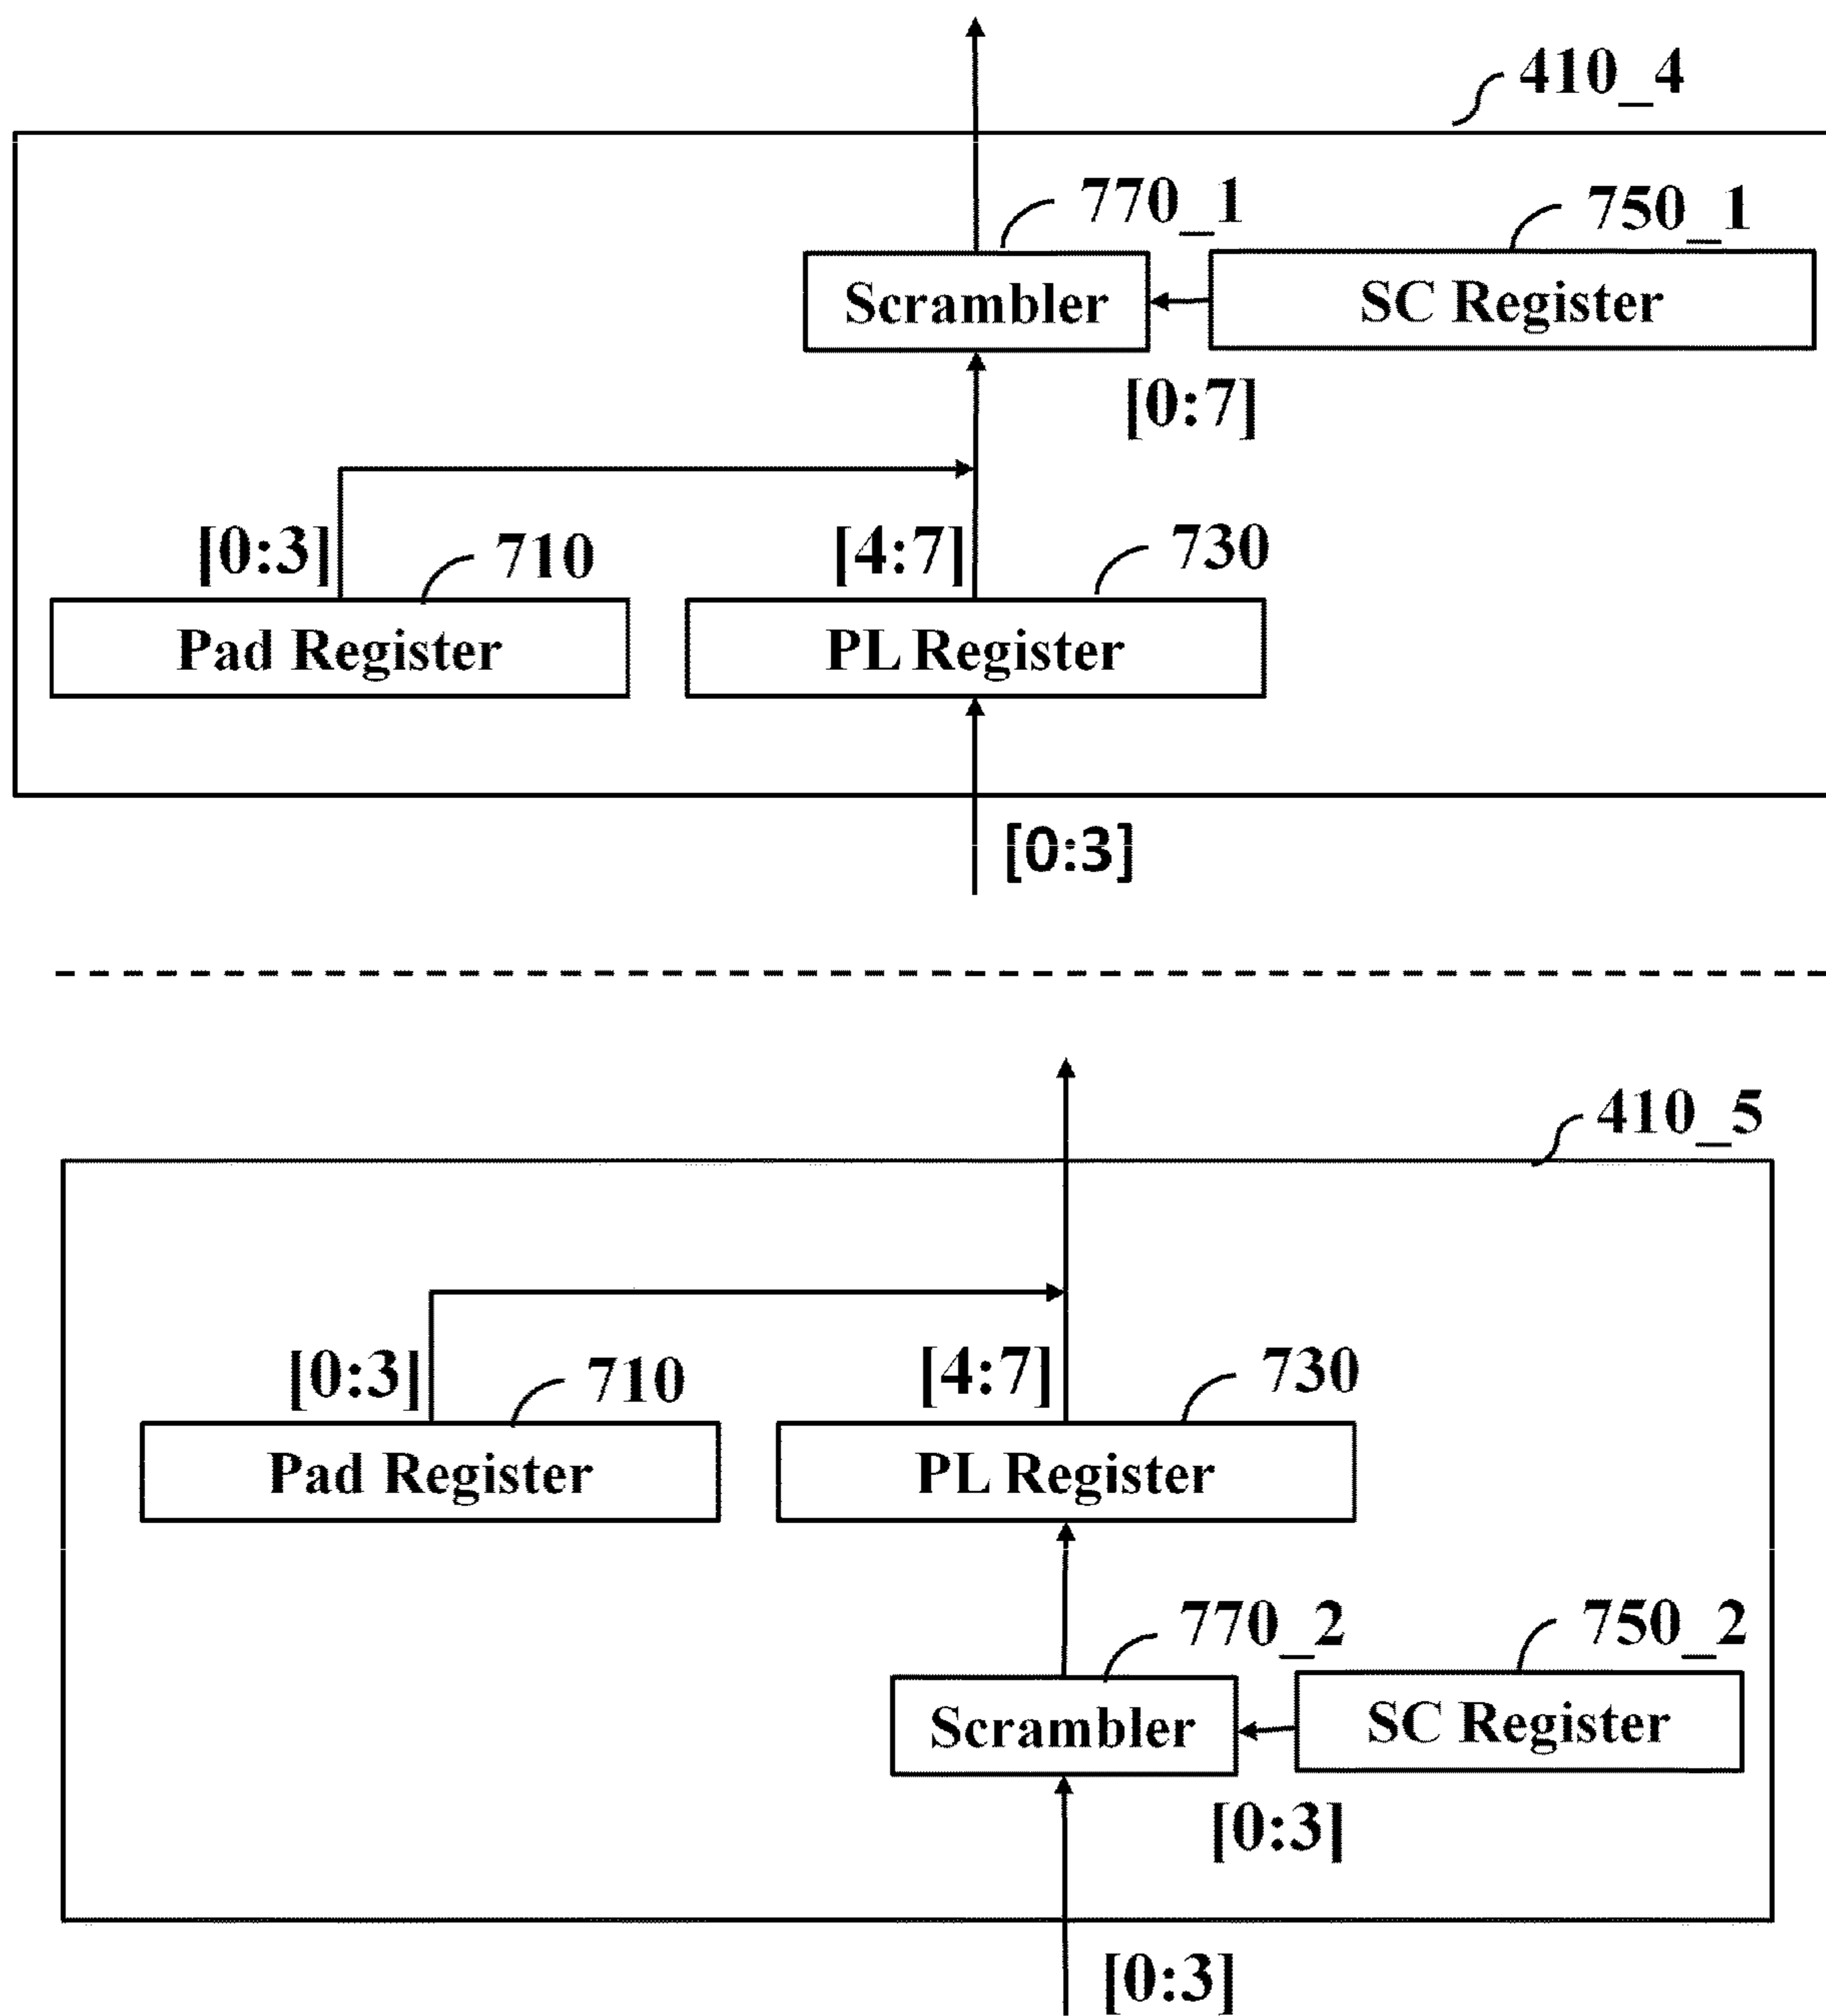 410_4
770_1
750_1
Scrambler
SC Register
[0:7]
[0:3]
710
[4:7]
730
Pad Register
PL Register
[0:3]
410_5
[0:3]
710
[4:7]
730
Pad Register
PL Register
770_2
750_2
Scrambler
SC Register
[0:3]
[0:3]